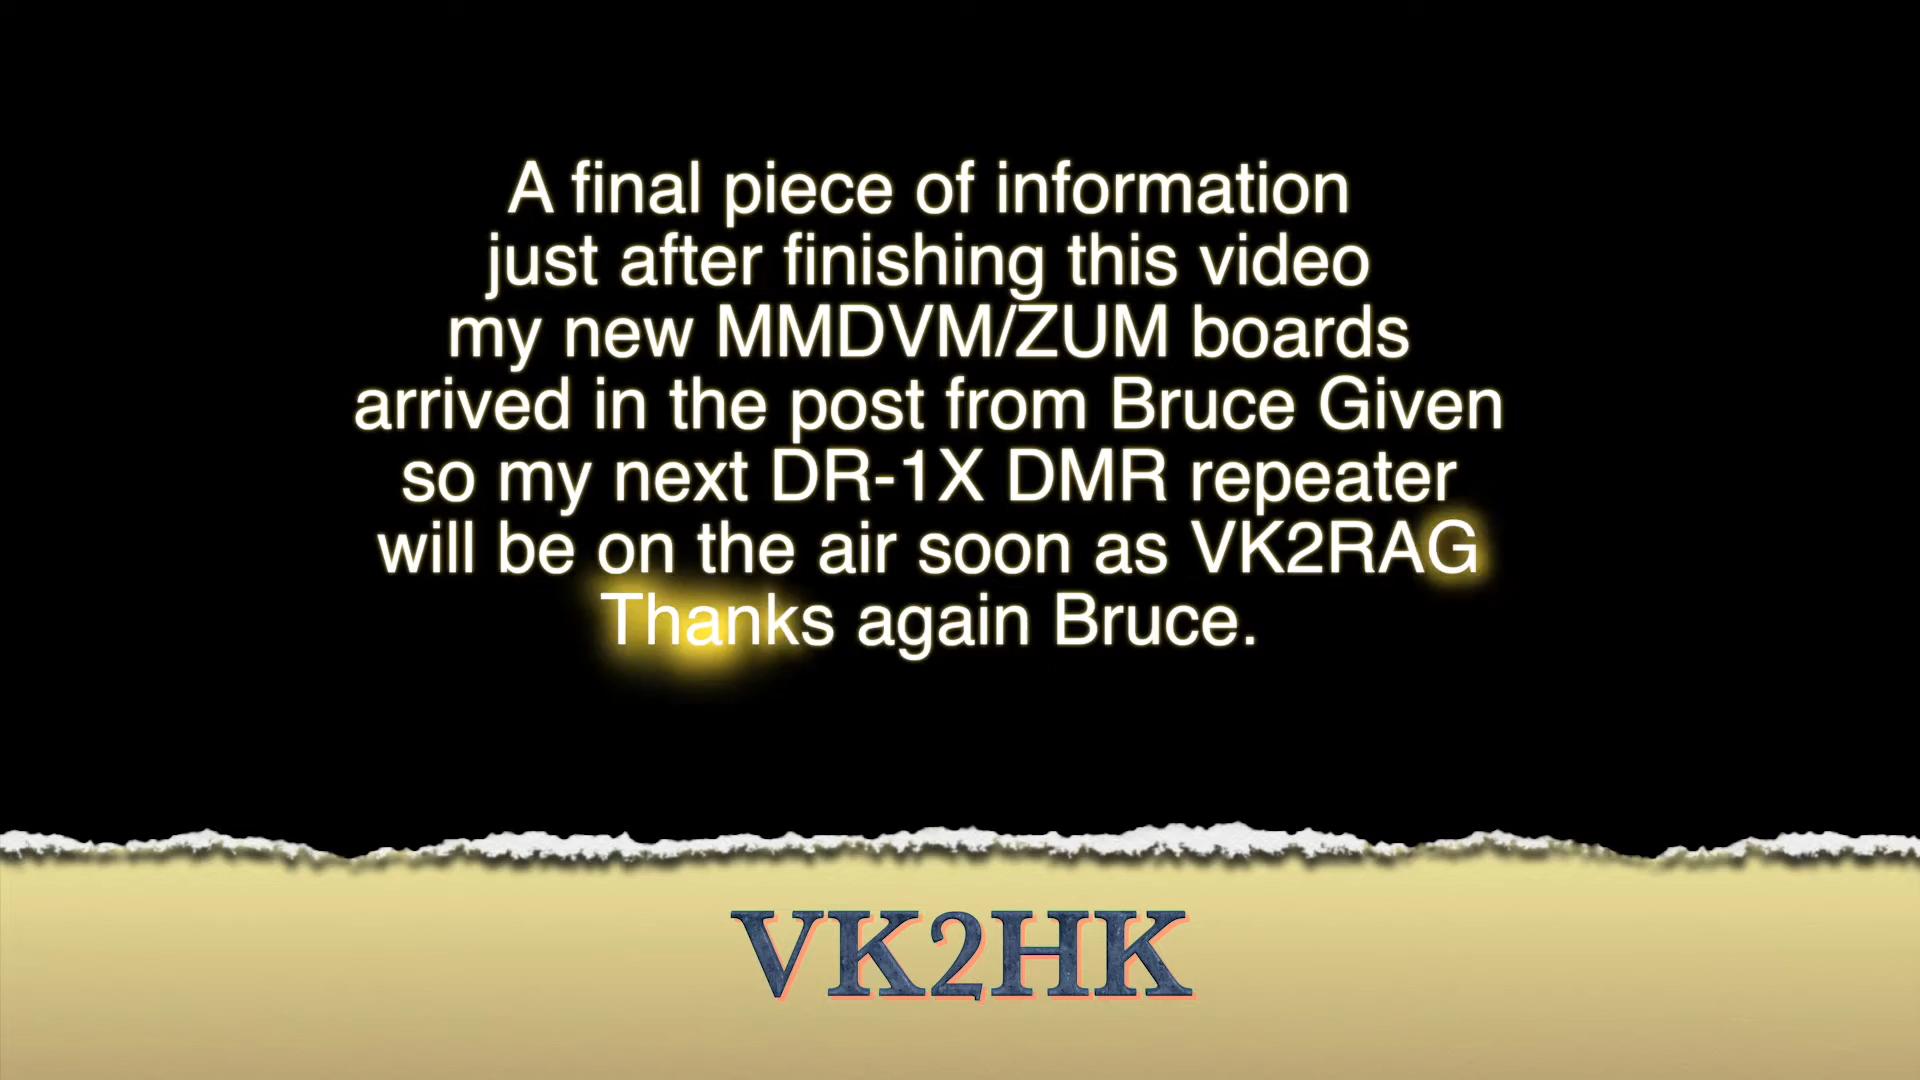 A final piece of information
just after finishing this video
my new MMDVM/ZUM boards
arrived in the post from Bruce Given
so my next DR-1X DMR repeater
will be on the air soon as VK2RAG
Thanks again Bruce.
VK2HK